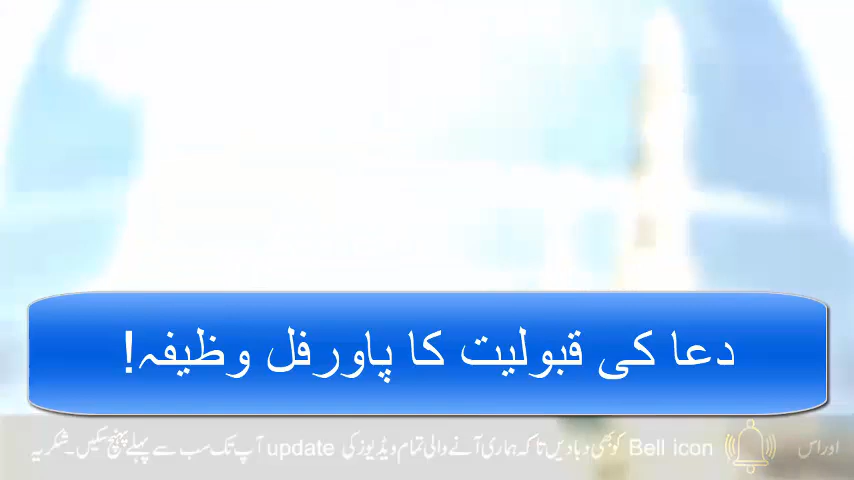 دعا کی قبولیت کا پاورفل وظیفہ!
اور اس Bell icon کو بھی دبا دیں تاکہ ہماری آنے والی تمام ویڈیوز کی update آپ تک سب سے پہلے پہنچ سکیں۔ شکریہ